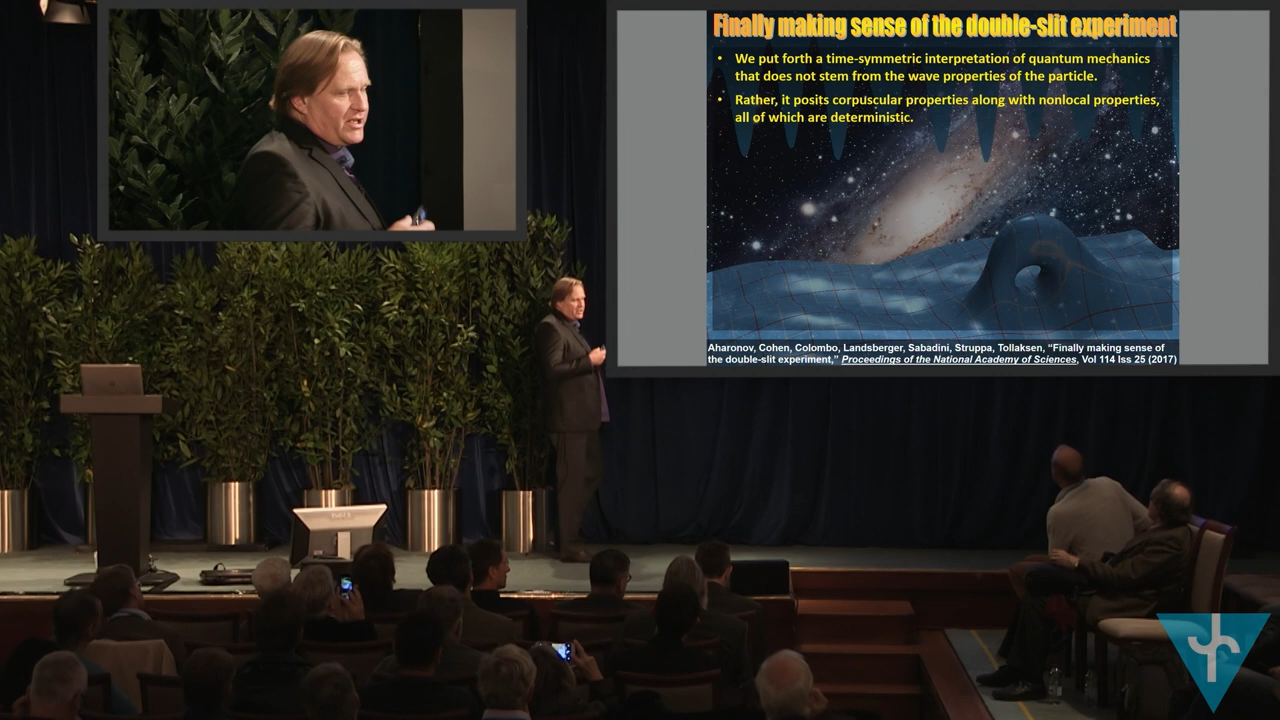 Finally making sense of the double-slit experiment
• We put forth a time-symmetric interpretation of quantum mechanics
that does not stem from the wave properties of the particle.
• Rather, it posits corpuscular properties along with nonlocal properties,
all of which are deterministic.
Aharonov, Cohen, Colombo, Landsberger, Sabadini, Struppa, Tollaksen, “Finally making sense of
the double-slit experiment,” Proceedings of the National Academy of Sciences, Vol 114 Iss 25 (2017)